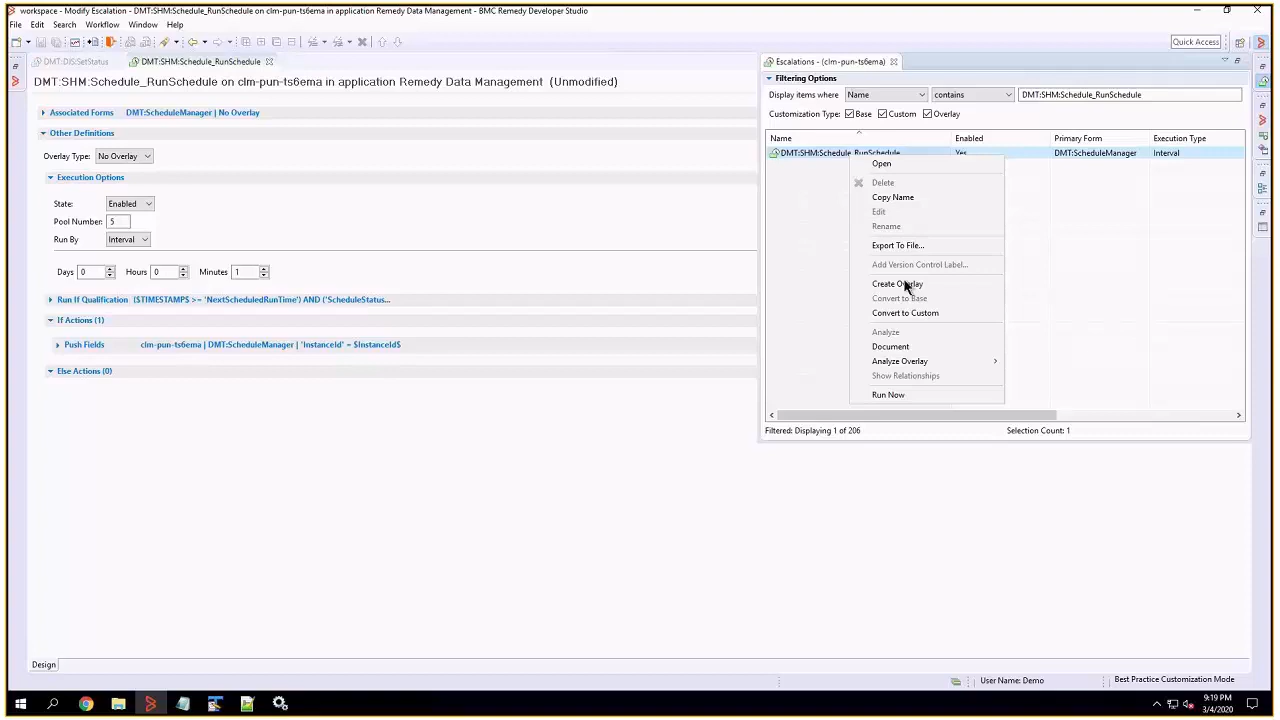 workspace - Modify Escalation - DMT:SHM:Schedule_RunSchedule on clm-pun-ts6ema in application Remedy Data Management - BMC Remedy Developer Studio
File Edit Search Workflow Window Help
Quick Access
DMT:DIS:SetStatus
DMT:SHM:Schedule_RunSchedule
DMT:SHM:Schedule_RunSchedule on clm-pun-ts6ema in application Remedy Data Management (Unmodified)
Associated Forms DMT:ScheduleManager | No Overlay
Other Definitions
Overlay Type: No Overlay
Execution Options
State: Enabled
Pool Number: 5
Run By Interval
Days 0 Hours 0 Minutes 1
Run If Qualification ($TIMESTAMP$ >= 'NextScheduledRunTime') AND ('ScheduleStatus...
If Actions (1)
Push Fields clm-pun-ts6ema | DMT:ScheduleManager | 'InstanceId' = $InstanceId$
Else Actions (0)
Design
Escalations - (clm-pun-ts6ema)
Filtering Options
Display items where Name contains DMT:SHM:Schedule_RunSchedule
Customization Type: Base Custom Overlay
Name Enabled Primary Form Execution Type
DMT:SHM:Schedule_RunSchedule Yes DMT:ScheduleManager Interval
Open
Delete
Copy Name
Edit
Rename
Export To File...
Add Version Control Label...
Create Overlay
Convert to Base
Convert to Custom
Analyze
Document
Analyze Overlay
Show Relationships
Run Now
Filtered: Displaying 1 of 206
Selection Count: 1
User Name: Demo
Best Practice Customization Mode
9:19 PM
3/4/2020